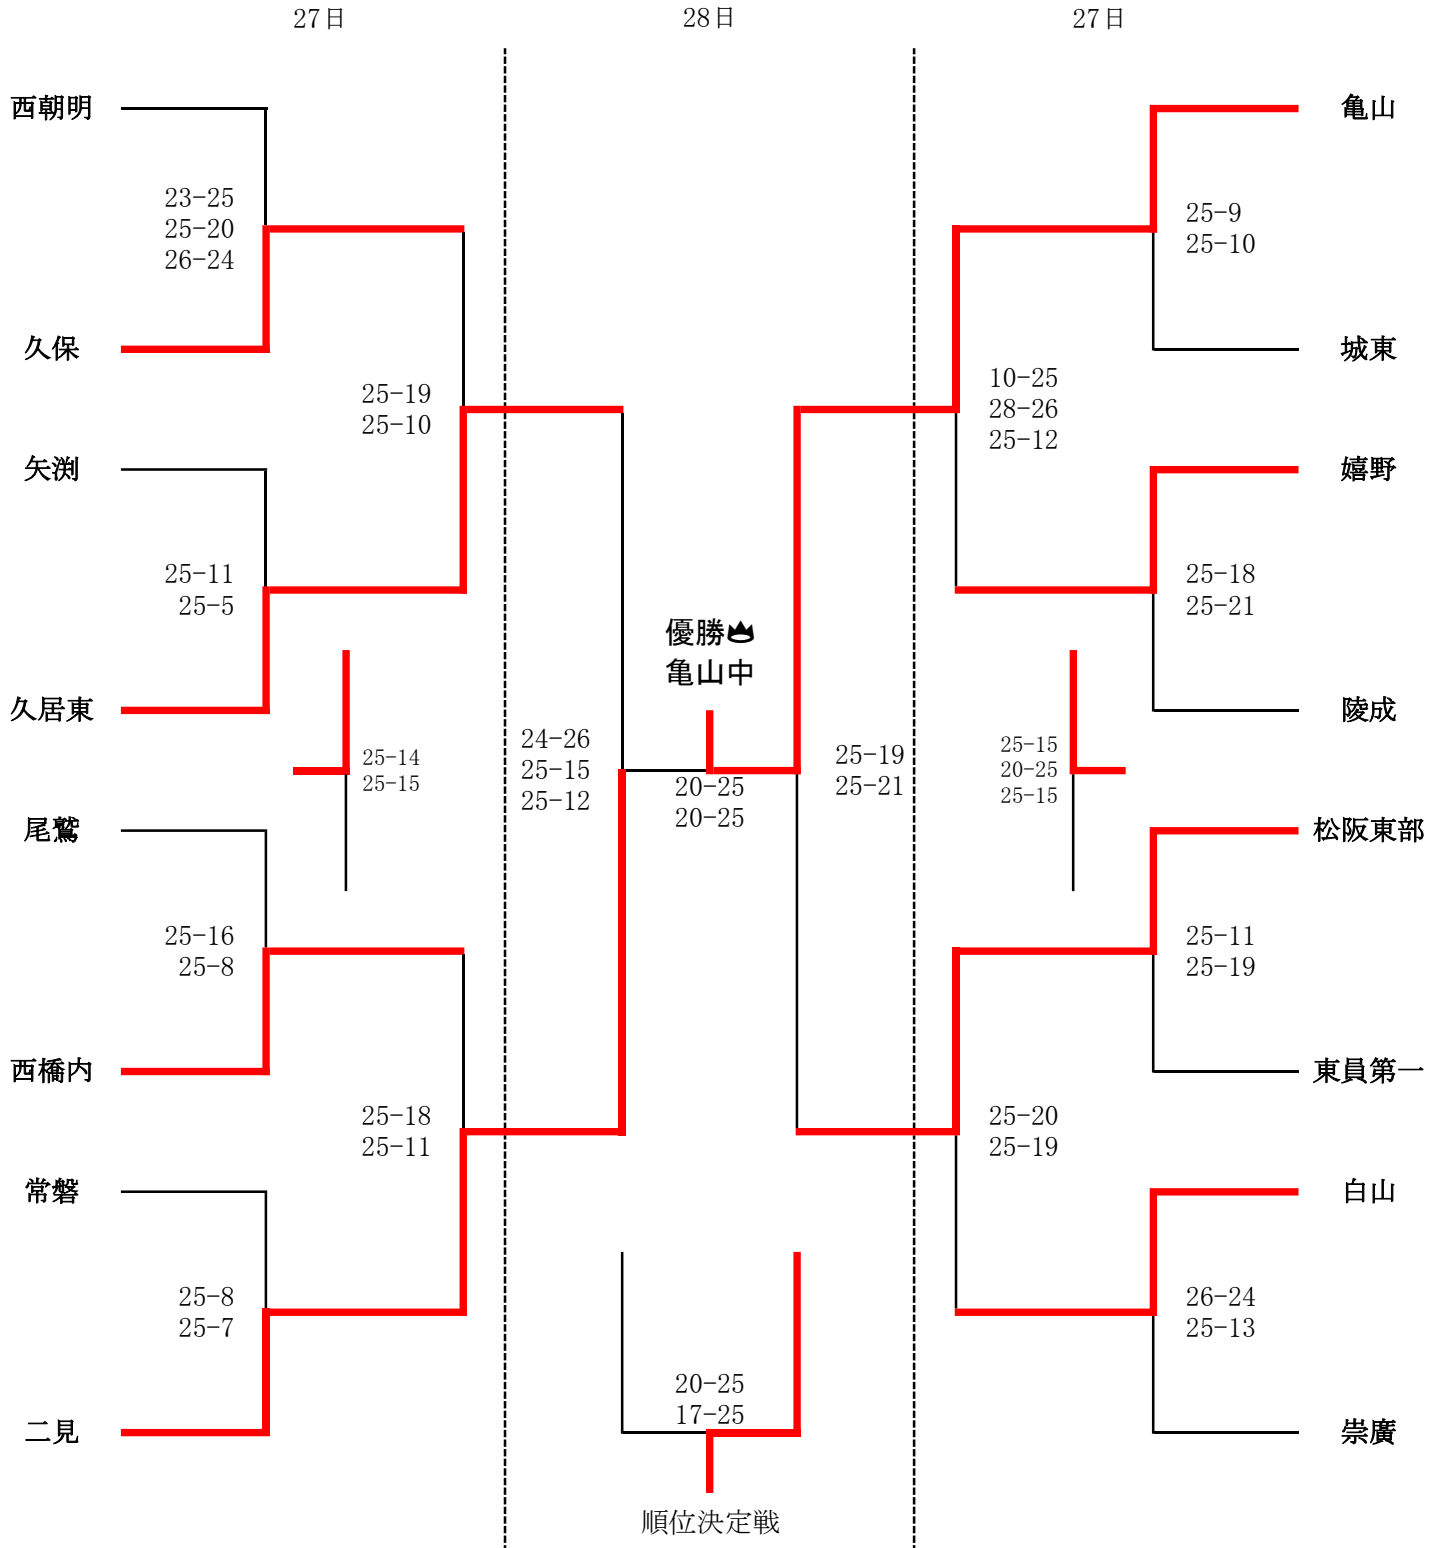 27日
28日
27日
西朝明
23-25
25-20
26-24
久保
25-19
25-10
矢渕
25-11
25-5
久居東
25-14
25-15
尾鷲
25-16
25-8
西橋内
25-18
25-11
常磐
25-8
25-7
二見
24-26
25-15
25-12
優勝
亀山中
20-25
20-25
25-19
25-21
20-25
17-25
順位決定戦
亀山
25-9
25-10
城東
10-25
28-26
25-12
嬉野
25-18
25-21
陵成
25-15
20-25
25-15
松阪東部
25-11
25-19
東員第一
25-20
25-19
白山
26-24
25-13
崇廣